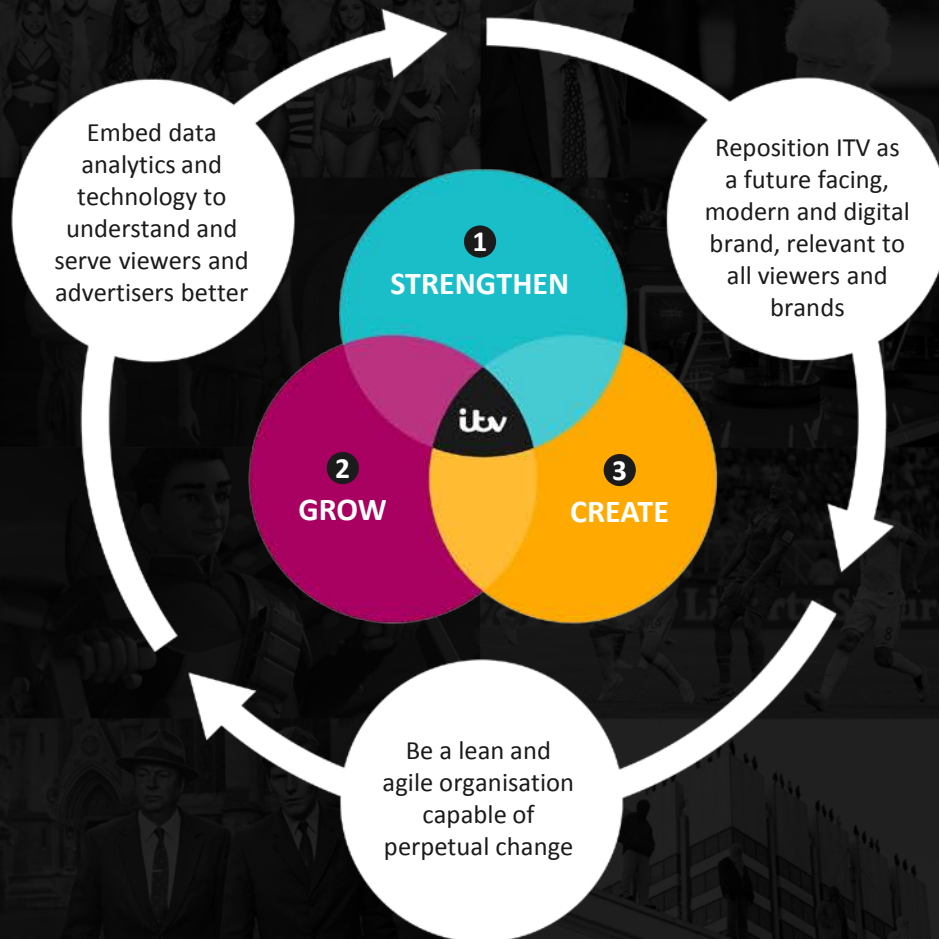 Embed data
analytics and
technology to
understand and
serve viewers and
advertisers better
Reposition ITV as
a future facing,
modern and digital
brand, relevant to
all viewers and
brands
1
STRENGTHEN
itv
2
GROW
3
CREATE
Be a lean and
agile organisation
capable of
perpetual change